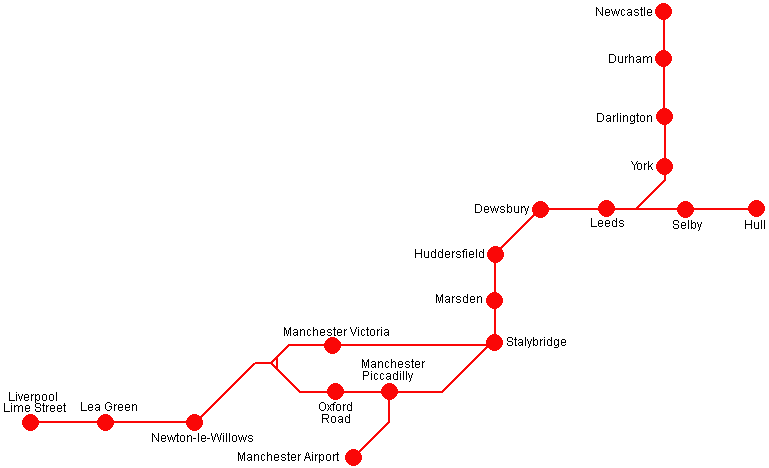 Newcastle
Durham
Darlington
York
Dewsbury
Leeds
Selby
Hull
Huddersfield
Marsden
Manchester Victoria
Stalybridge
Manchester
Piccadilly
Liverpool
Lime Street
Lea Green
Oxford
Road
Newton-le-Willows
Manchester Airport